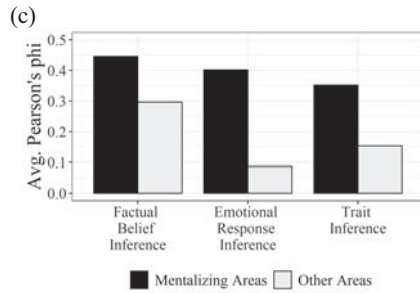 (c)
Avg. Pearson's phi
0.5
0.4
0.3
0.2
0.1
0.0
Factual
Belief
Inference
Emotional
Response
Inference
Trait
Inference
Mentalizing Areas
Other Areas